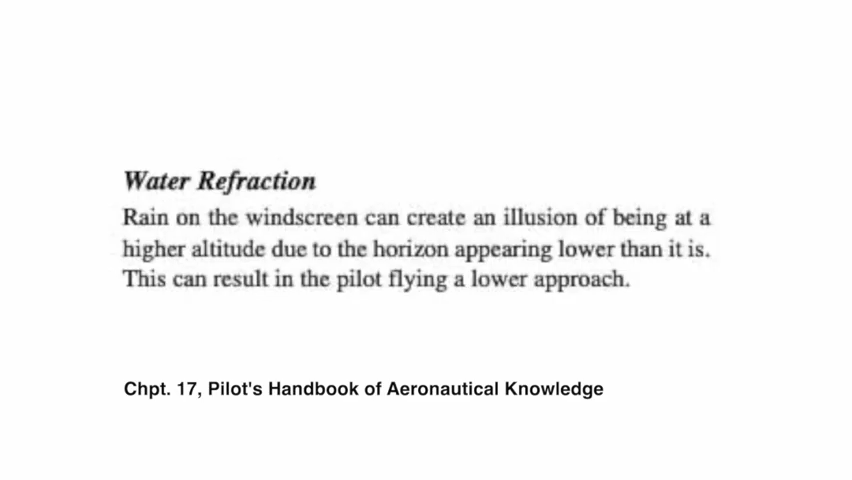 Water Refraction
Rain on the windscreen can create an illusion of being at a
higher altitude due to the horizon appearing lower than it is.
This can result in the pilot flying a lower approach.
Chpt. 17, Pilot's Handbook of Aeronautical Knowledge